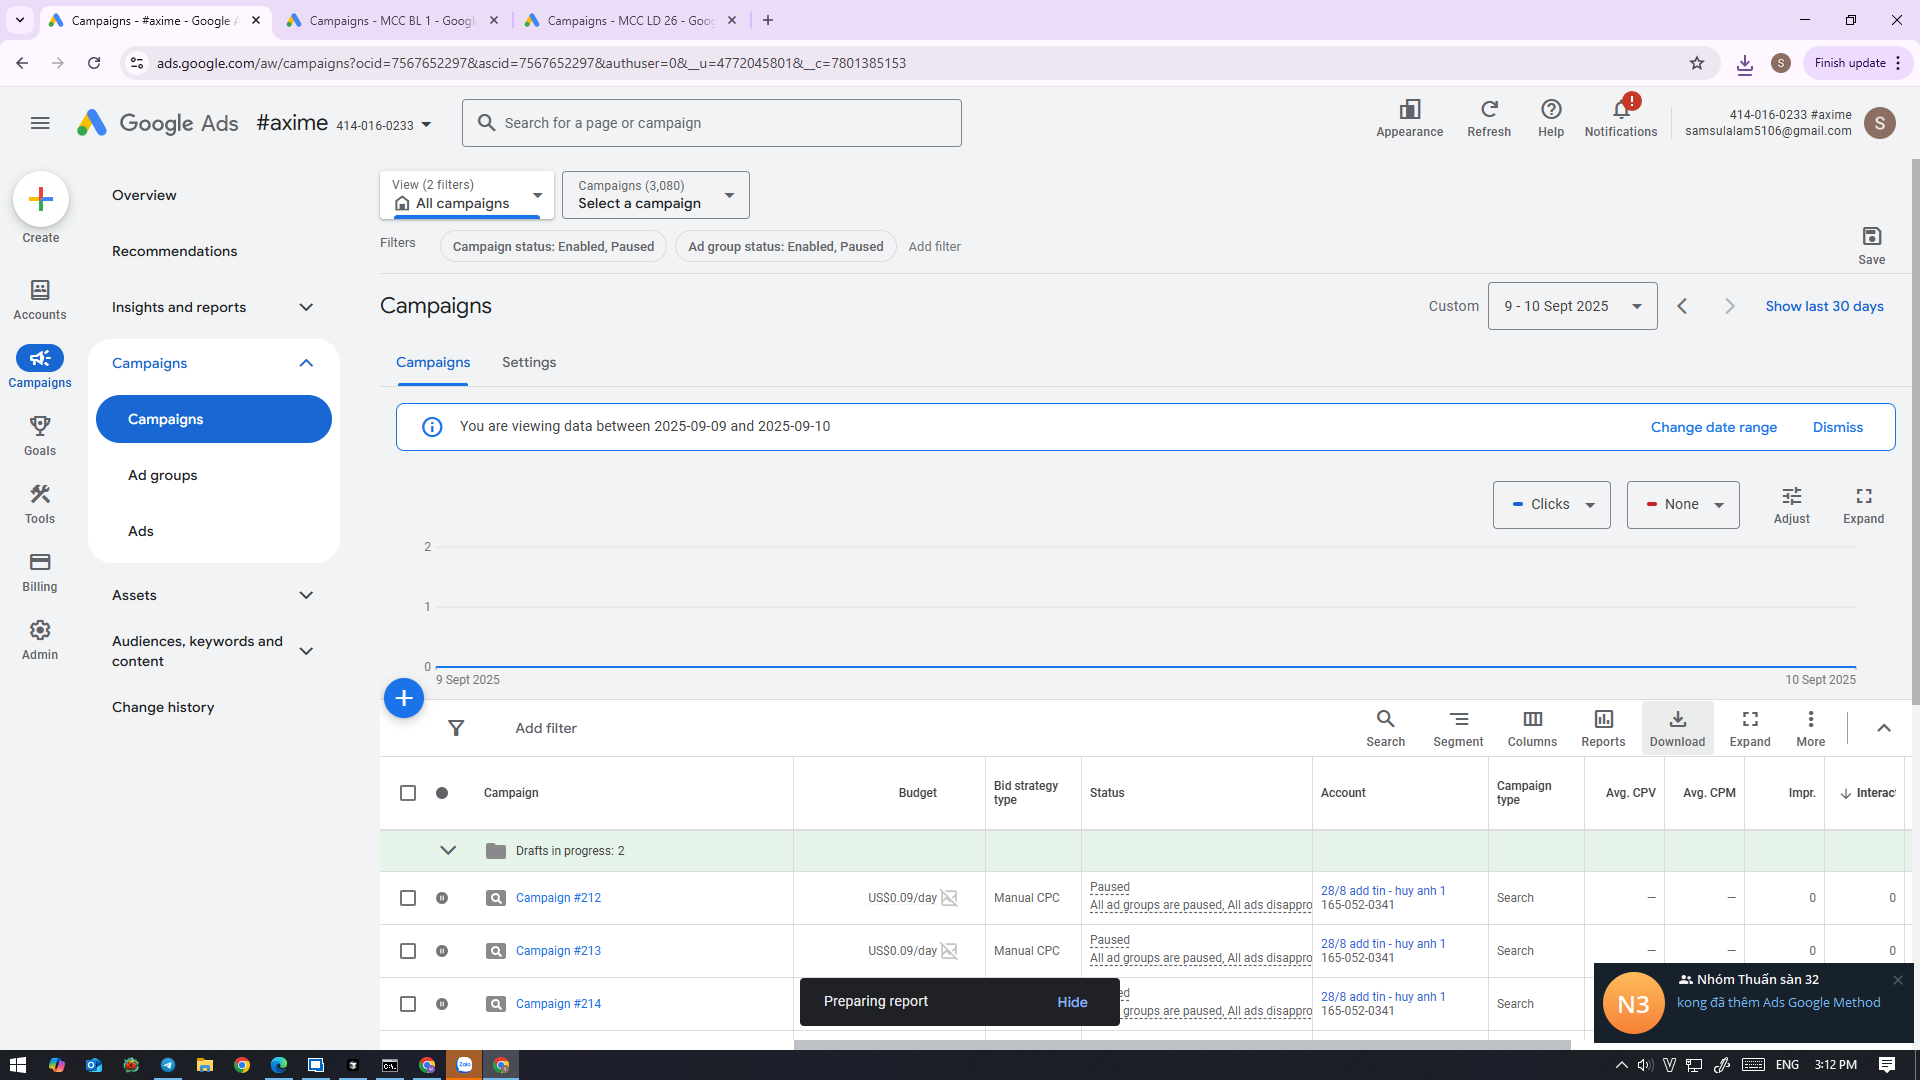 Campaigns - #axime - Google A
Campaigns - MCC BL 1 - Googl
Campaigns - MCC LD 26 - Goo
ads.google.com/aw/campaigns?ocid=7567652297&ascid=7567652297&authuser=0&__u=4772045801&__c=7801385153
S
Finish update
Google Ads
#axime 414-016-0233
Search for a page or campaign
Appearance
Refresh
Help
!
Notifications
414-016-0233 #axime
samsulalam5106@gmail.com
S
Create
Accounts
Campaigns
Goals
Tools
Billing
Admin
Overview
Recommendations
Insights and reports
Campaigns
Campaigns
Ad groups
Ads
Assets
Audiences, keywords and
content
Change history
View (2 filters)
All campaigns
Campaigns (3,080)
Select a campaign
Filters
Campaign status: Enabled, Paused
Ad group status: Enabled, Paused
Add filter
Save
Campaigns
Custom
9 - 10 Sept 2025
Show last 30 days
Campaigns
Settings
You are viewing data between 2025-09-09 and 2025-09-10
Change date range
Dismiss
Clicks
None
Adjust
Expand
2
1
0
9 Sept 2025
10 Sept 2025
Add filter
Search
Segment
Columns
Reports
Download
Expand
More
Campaign
Budget
Bid strategy
type
Status
Account
Campaign
type
Avg. CPV
Avg. CPM
Impr.
Interac
Drafts in progress: 2
Campaign #212
US$0.09/day
Manual CPC
Paused
All ad groups are paused, All ads disappro
28/8 add tin - huy anh 1
165-052-0341
Search
—
—
0
0
Campaign #213
US$0.09/day
Manual CPC
Paused
All ad groups are paused, All ads disappro
28/8 add tin - huy anh 1
165-052-0341
Search
—
—
0
0
Campaign #214
ed
groups are paused, All ads disappro
28/8 add tin - huy anh 1
165-052-0341
Search
Preparing report
Hide
N3
Nhóm Thuấn sàn 32
kong đã thêm Ads Google Method
Zalo
ENG
3:12 PM